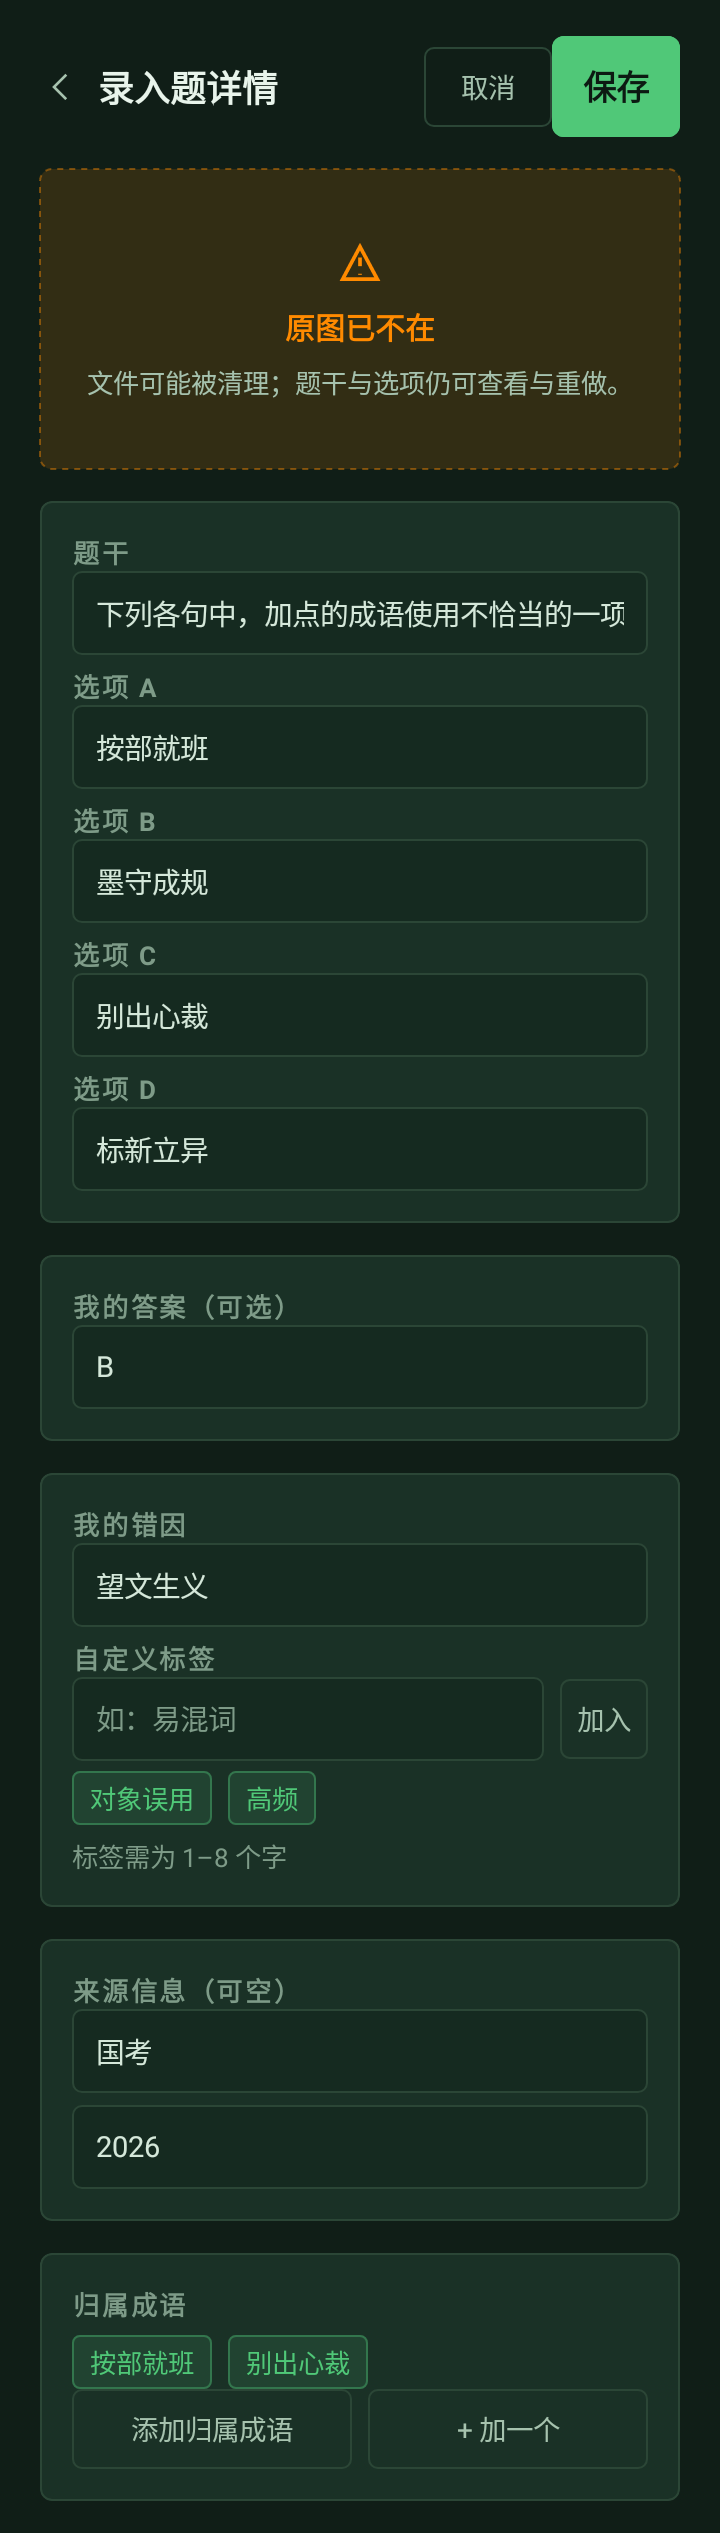 录入题详情
取消
保存
原图已不在
文件可能被清理；题干与选项仍可查看与重做。
题干
下列各句中，加点的成语使用不恰当的一项
选项 A
按部就班
选项 B
墨守成规
选项 C
别出心裁
选项 D
标新立异
我的答案（可选）
B
我的错因
望文生义
自定义标签
如：易混词
加入
对象误用
高频
标签需为 1–8 个字
来源信息（可空）
国考
2026
归属成语
按部就班
别出心裁
添加归属成语
+ 加一个